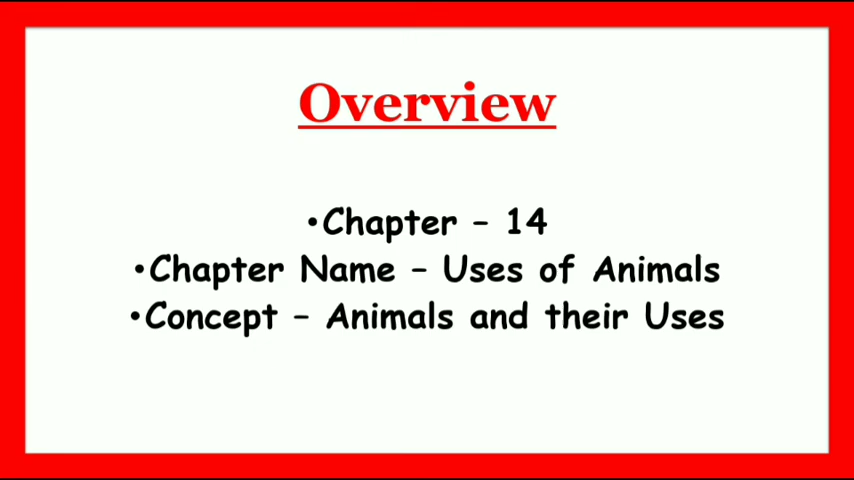 Overview
•Chapter – 14
•Chapter Name – Uses of Animals
•Concept – Animals and their Uses